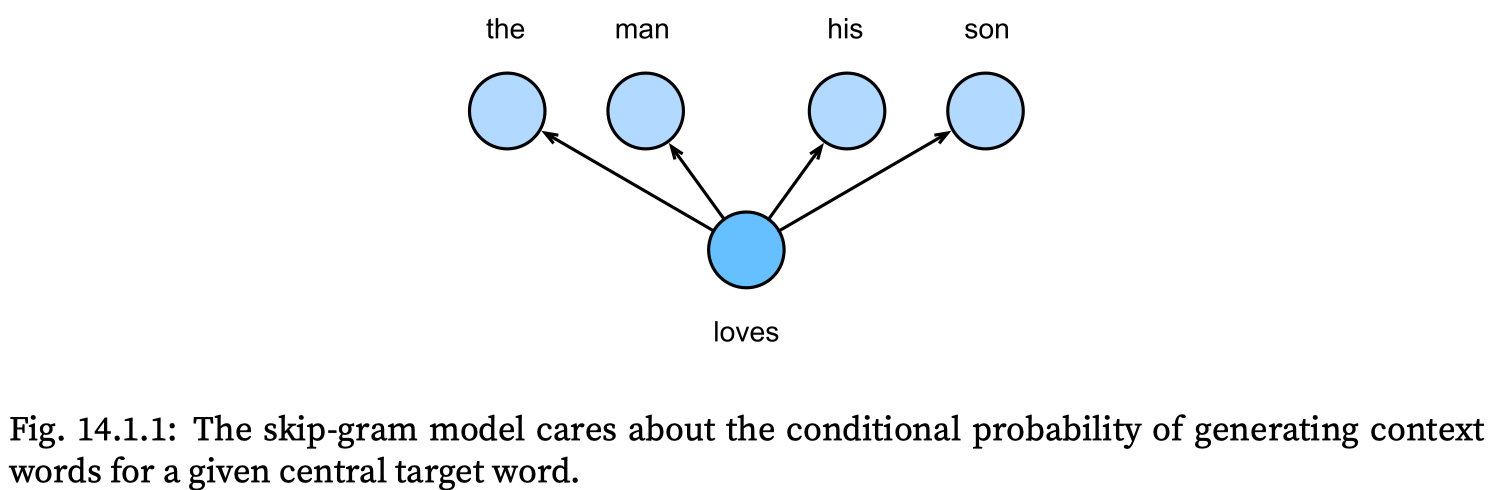 the man his son
loves
Fig. 14.1.1: The skip-gram model cares about the conditional probability of generating context
words for a given central target word.